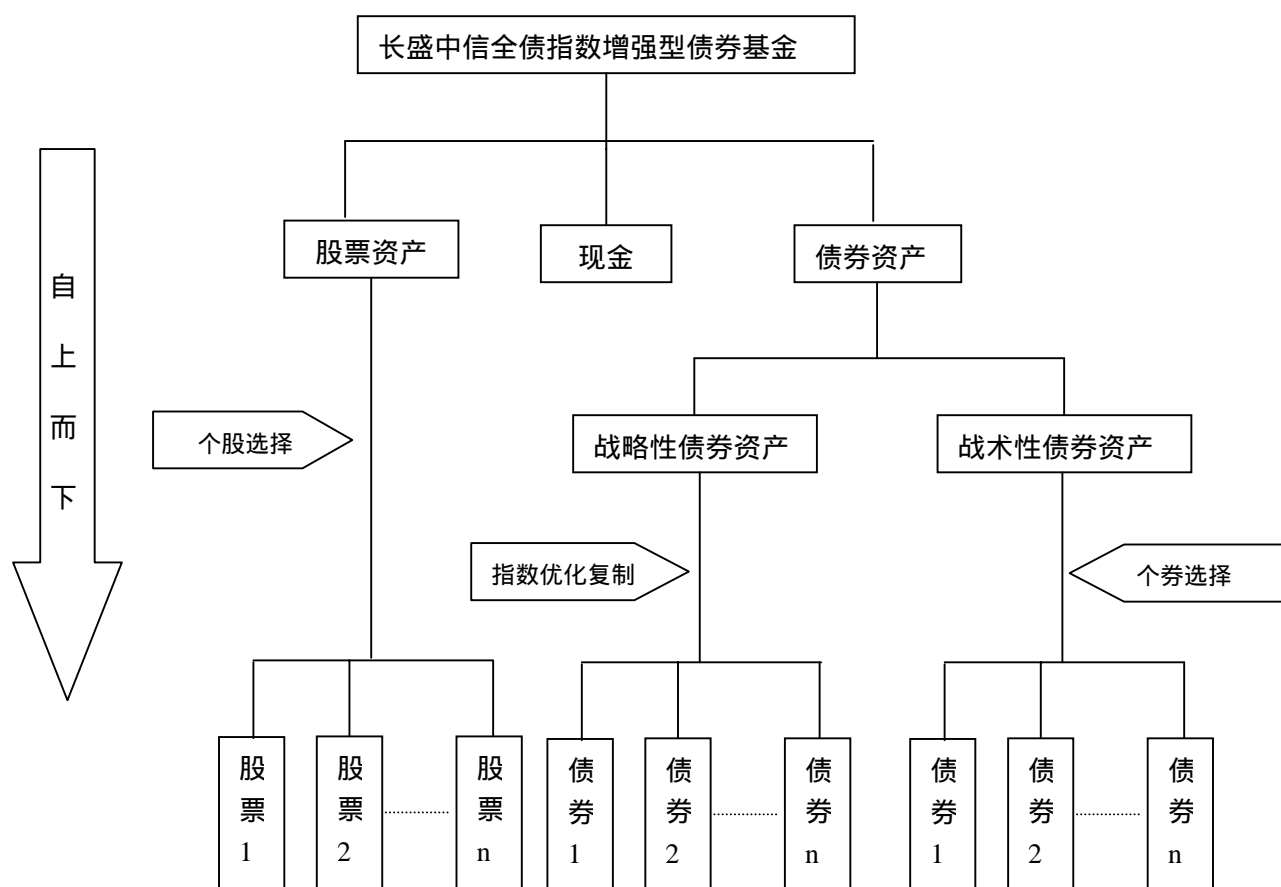 长盛中信全债指数增强型债券基金
股票资产
现金
债券资产
自上而下
个股选择
战略性债券资产
战术性债券资产
指数优化复制
个券选择
股票1
股票2
股票n
债券1
债券2
债券n
债券1
债券2
债券n